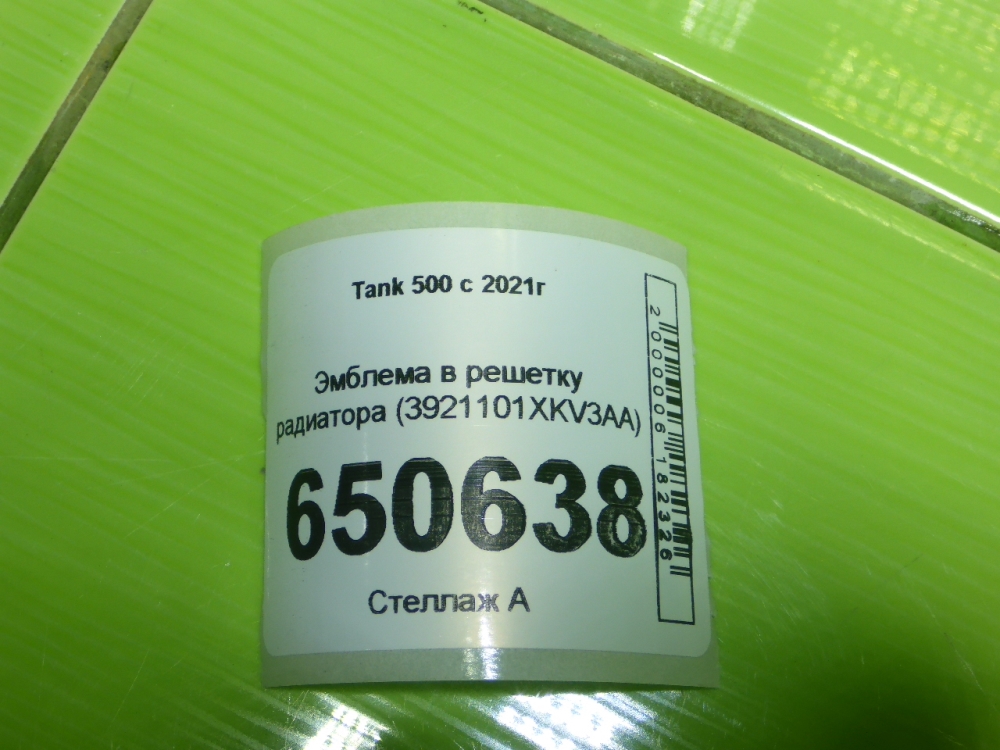 Tank 500 с 2021г
Эмблема в решетку
радиатора (3921101XKV3AA)
650638
Стеллаж А
2000006182326